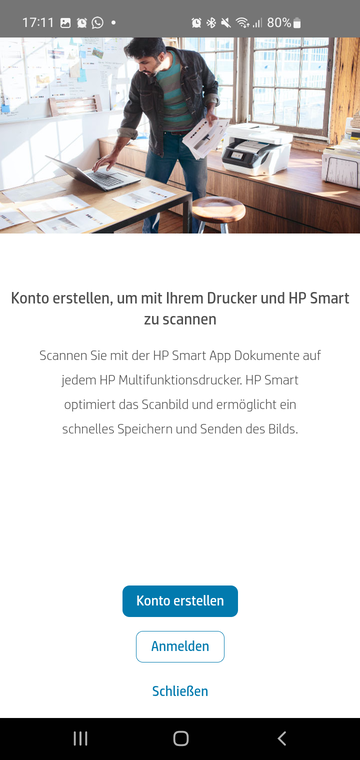 17:11
80%
Konto erstellen, um mit Ihrem Drucker und HP Smart
zu scannen
Scannen Sie mit der HP Smart App Dokumente auf
jedem HP Multifunktionsdrucker. HP Smart
optimiert das Scanbild und ermöglicht ein
schnelles Speichern und Senden des Bilds.
Konto erstellen
Anmelden
Schließen